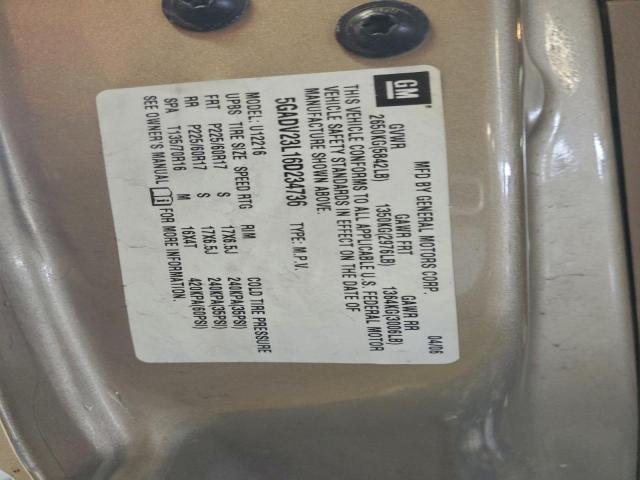 GM MFD BY GENERAL MOTORS CORP. 04/06
GVWR GAWR FRT GAWR RR
2650KG(5842LB) 1350KG(2976LB) 1364KG(3006LB)
THIS VEHICLE CONFORMS TO ALL APPLICABLE U.S. FEDERAL MOTOR
VEHICLE SAFETY STANDARDS IN EFFECT ON THE DATE OF
MANUFACTURE SHOWN ABOVE.
5GADV23L16D234736 TYPE: M.P.V.
MODEL: U12216
UPBS TIRE SIZE SPEED RTG RIM COLD TIRE PRESSURE
FRT P225/60R17 S 17X6.5J 240KPA(35PSI)
RR P225/60R17 S 17X6.5J 240KPA(35PSI)
SPA T135/70R16 M 16X4T 420KPA(60PSI)
SEE OWNER'S MANUAL FOR MORE INFORMATION.